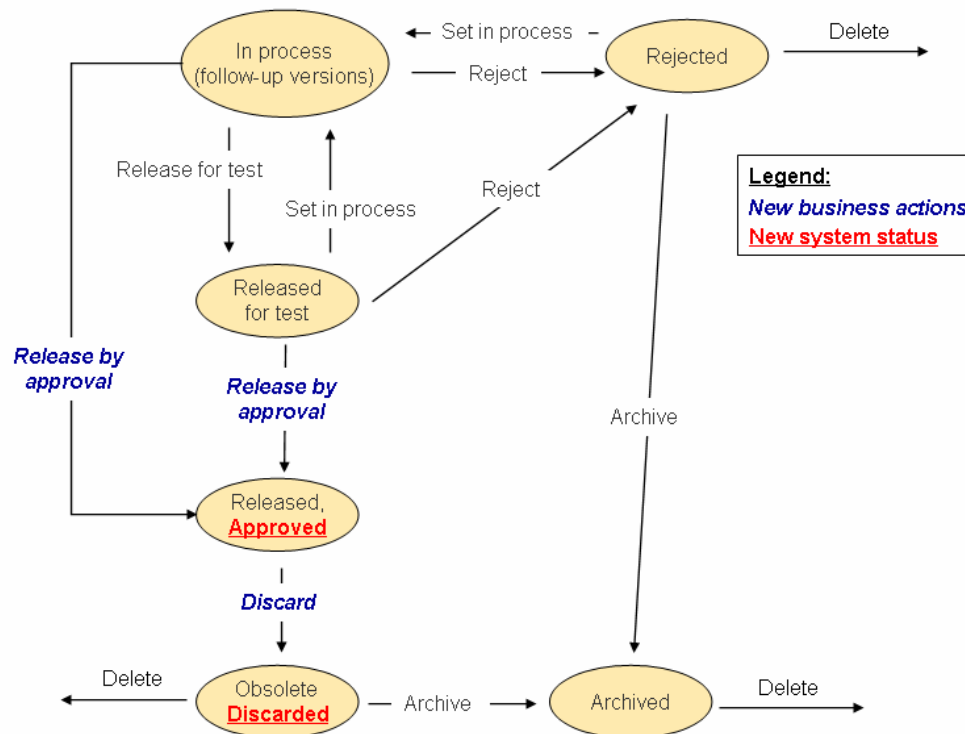 Set in process
Delete
In process
(follow-up versions)
Rejected
Reject
Release for test
Reject
Set in process
Legend:
New business actions
New system status
Released
for test
Release by
approval
Release by
approval
Archive
Released,
Approved
Discard
Delete
Obsolete
Discarded
Archive
Archived
Delete